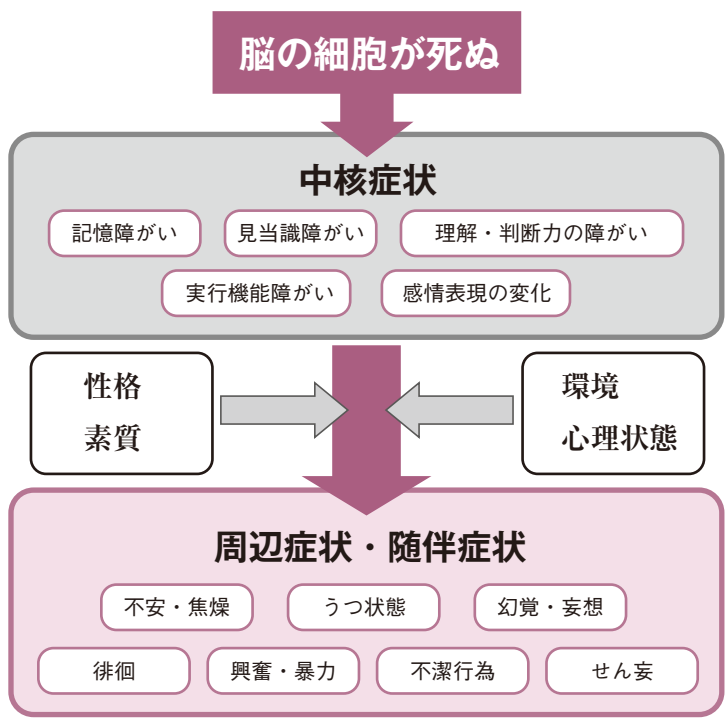 脳の細胞が死ぬ
中核症状
記憶障がい
見当識障がい
理解・判断力の障がい
実行機能障がい
感情表現の変化
性格
素質
環境
心理状態
周辺症状・随伴症状
不安・焦燥
うつ状態
幻覚・妄想
徘徊
興奮・暴力
不潔行為
せん妄